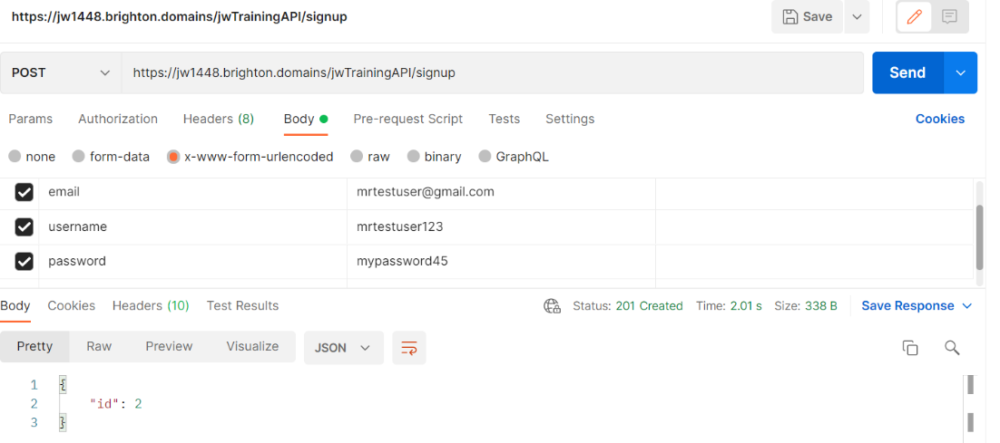 https://jw1448.brighton.domains/jwTrainingAPI/signup Save
POST https://jw1448.brighton.domains/jwTrainingAPI/signup Send
Params Authorization Headers (8) Body Pre-request Script Tests Settings Cookies
none form-data x-www-form-urlencoded raw binary GraphQL
email mrtestuser@gmail.com
username mrtestuser123
password mypassword45
Body Cookies Headers (10) Test Results Status: 201 Created Time: 2.01 s Size: 338 B Save Response
Pretty Raw Preview Visualize JSON
1 {
2 "id": 2
3 }